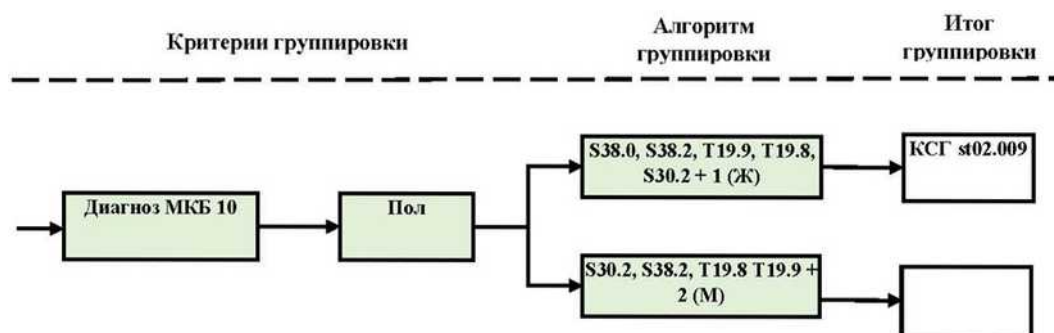 Критерии группировки
Алгоритм
группировки
Итог
группировки
S38.0, S38.2, T19.9, T19.8,
S30.2 + 1 (Ж)
КСГ st02.009
Диагноз МКБ 10
Пол
S30.2, S38.2, T19.8 T19.9 +
2 (М)